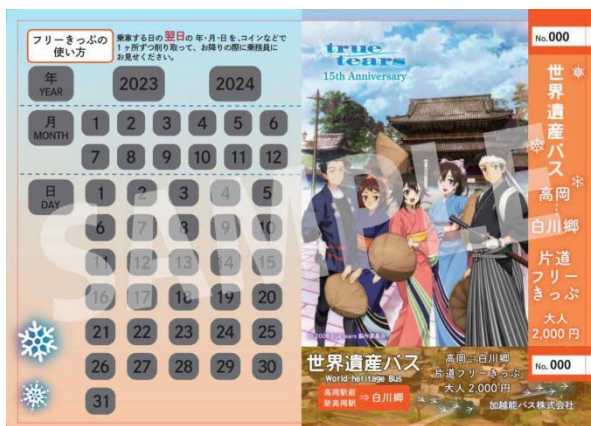 フリーきっぷの
使い方
乗車する日の 翌日の 年・月・日 を、コインなどで
1ヶ所ずつ削り取って、お降りの際に乗務員に
お見せください。
年
YEAR
2023 2024
月
MONTH
1 2 3 4 5 6
7 8 9 10 11 12
日
DAY
1 2 3 4 5
6 7 8 9 10
11 12 13 14 15
16 17 18 19 20
21 22 23 24 25
26 27 28 29 30
31
SAMPLE
true
tears
15th Anniversary
世界遺産バス
World heritage Bus
高岡駅前
新高岡駅
⇒ 白川郷
高岡⇒白川郷
片道フリーきっぷ
大人 2,000 円
加越能バス株式会社
No. 000
世界遺産バス
高岡
⋮
白川郷
片道
フリー
きっぷ
大人
2,000 円
No. 000